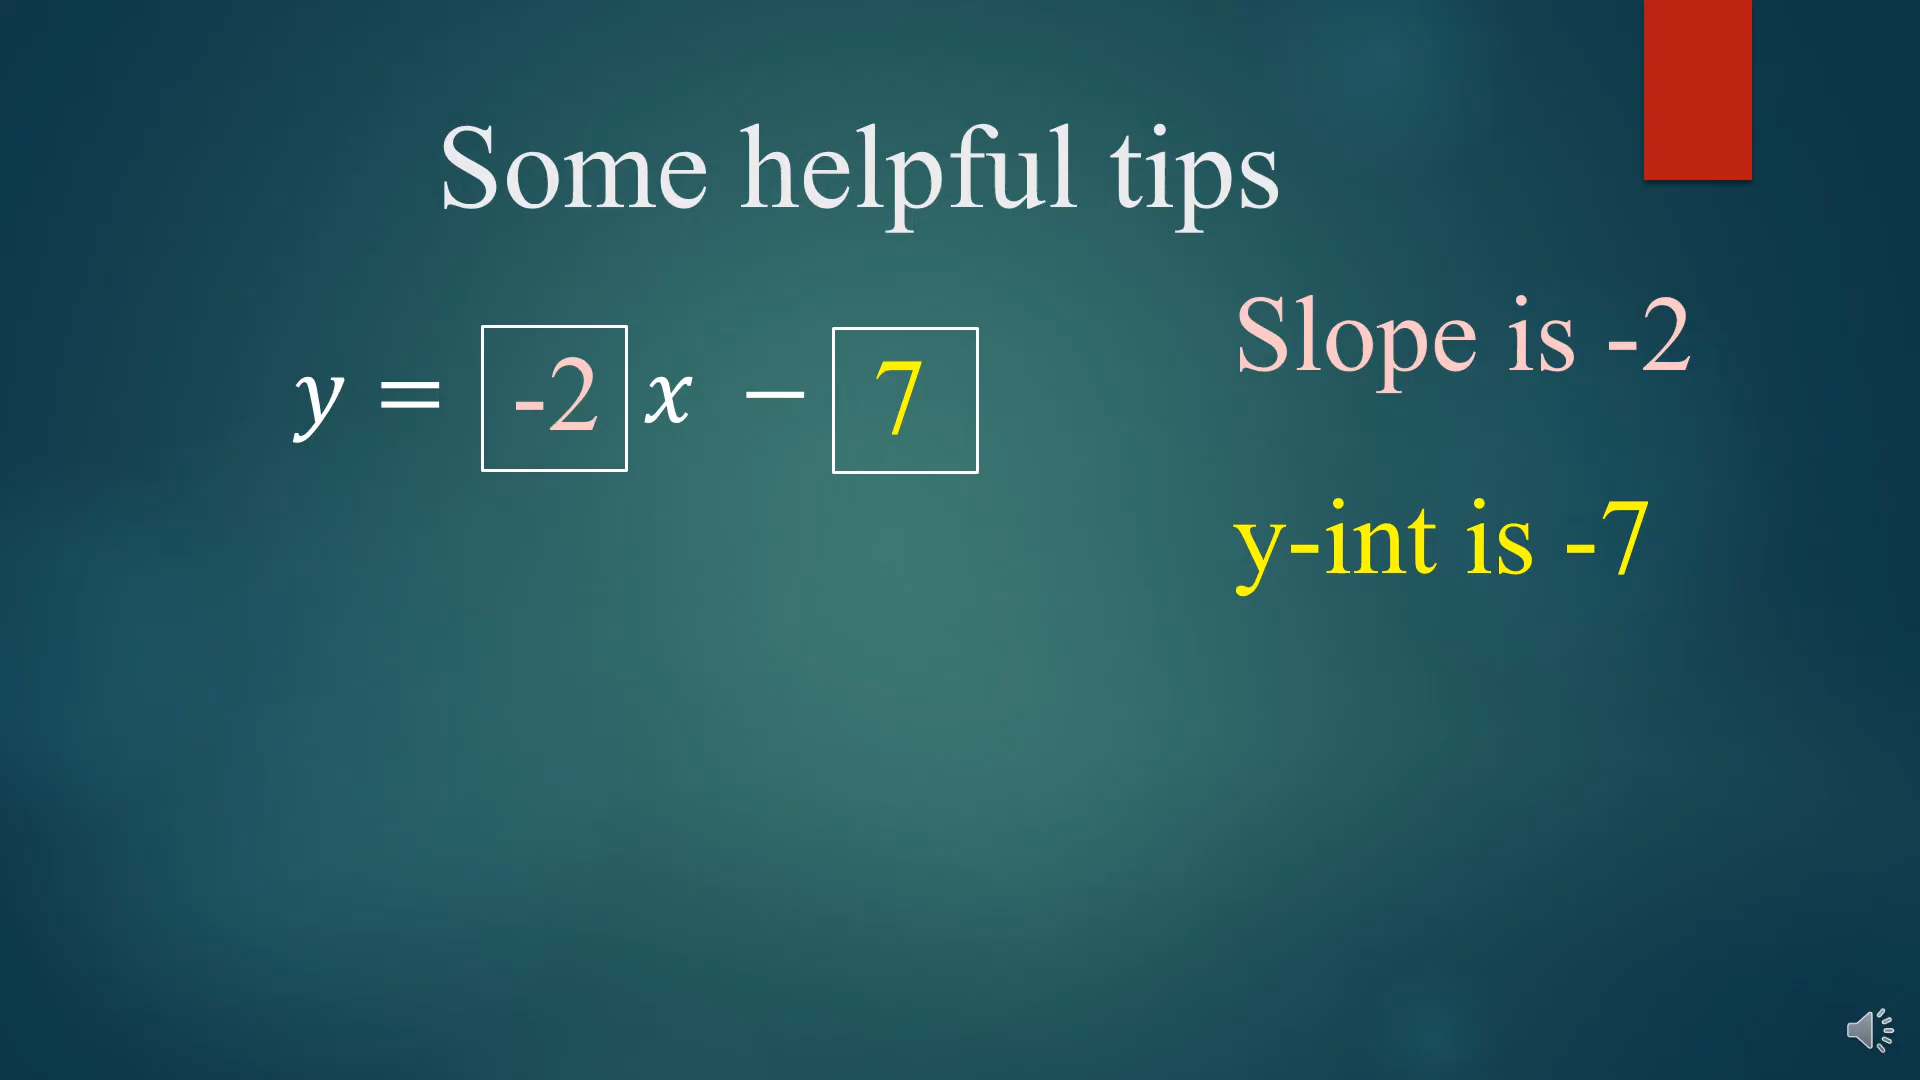 Some helpful tips
y = -2 x − 7
Slope is -2
y-int is -7